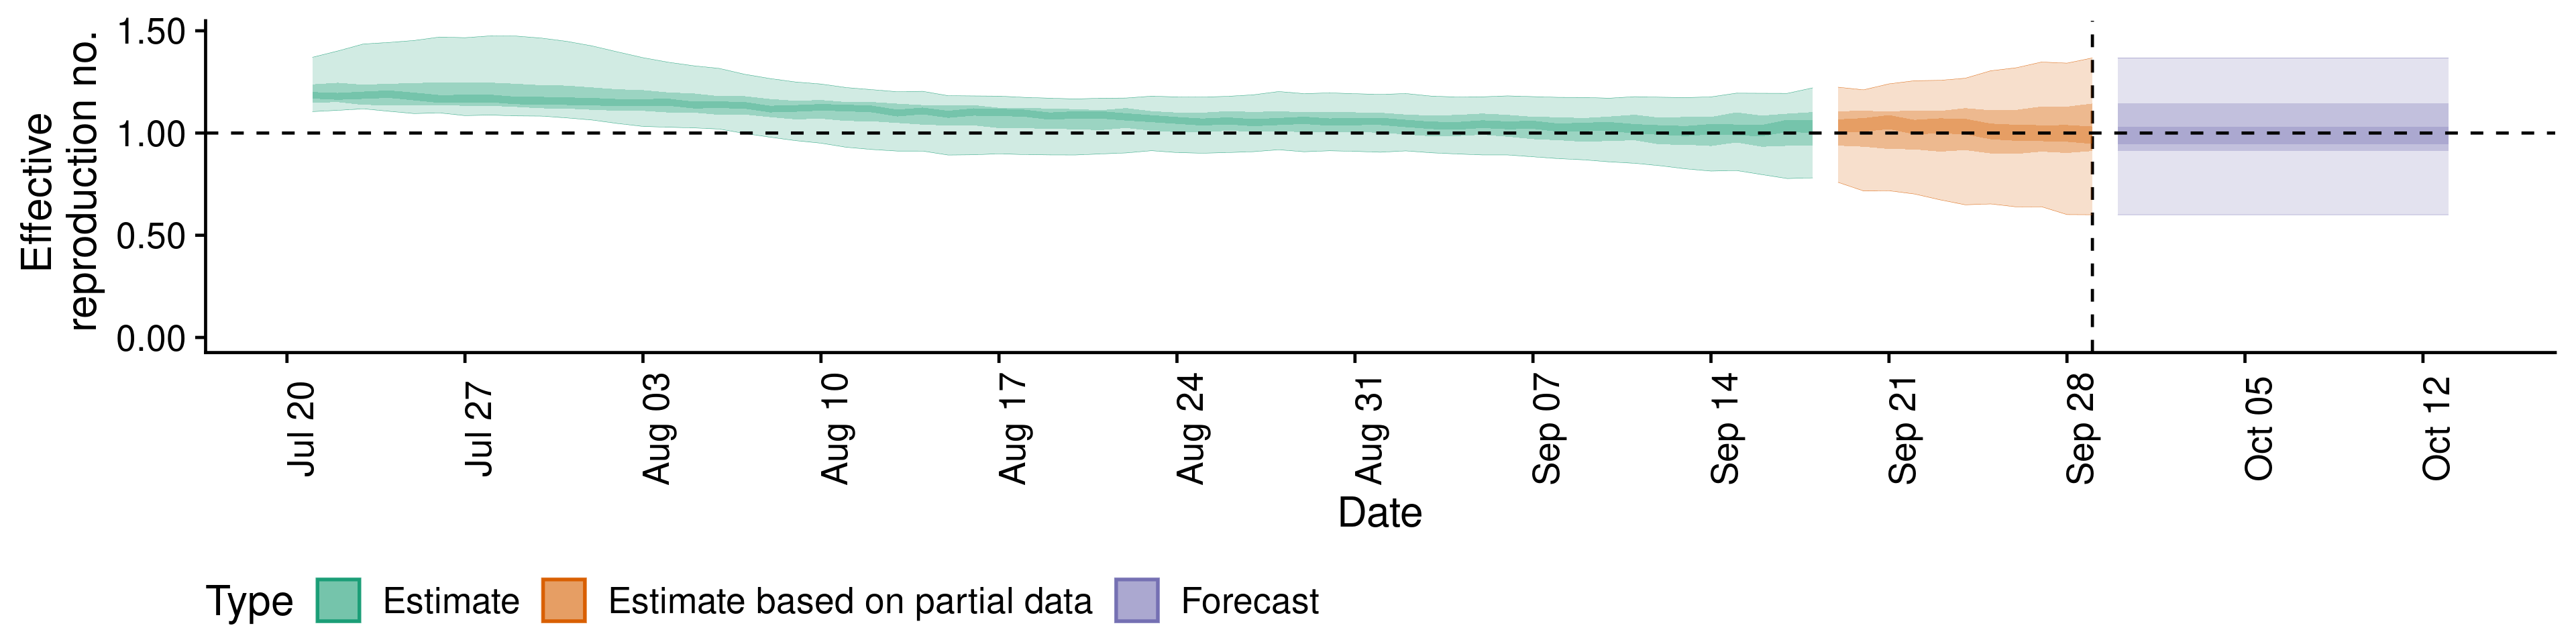 Effective
reproduction no.
1.50
1.00
0.50
0.00
Jul 20
Jul 27
Aug 03
Aug 10
Aug 17
Aug 24
Aug 31
Sep 07
Sep 14
Sep 21
Sep 28
Oct 05
Oct 12
Date
Type Estimate Estimate based on partial data Forecast